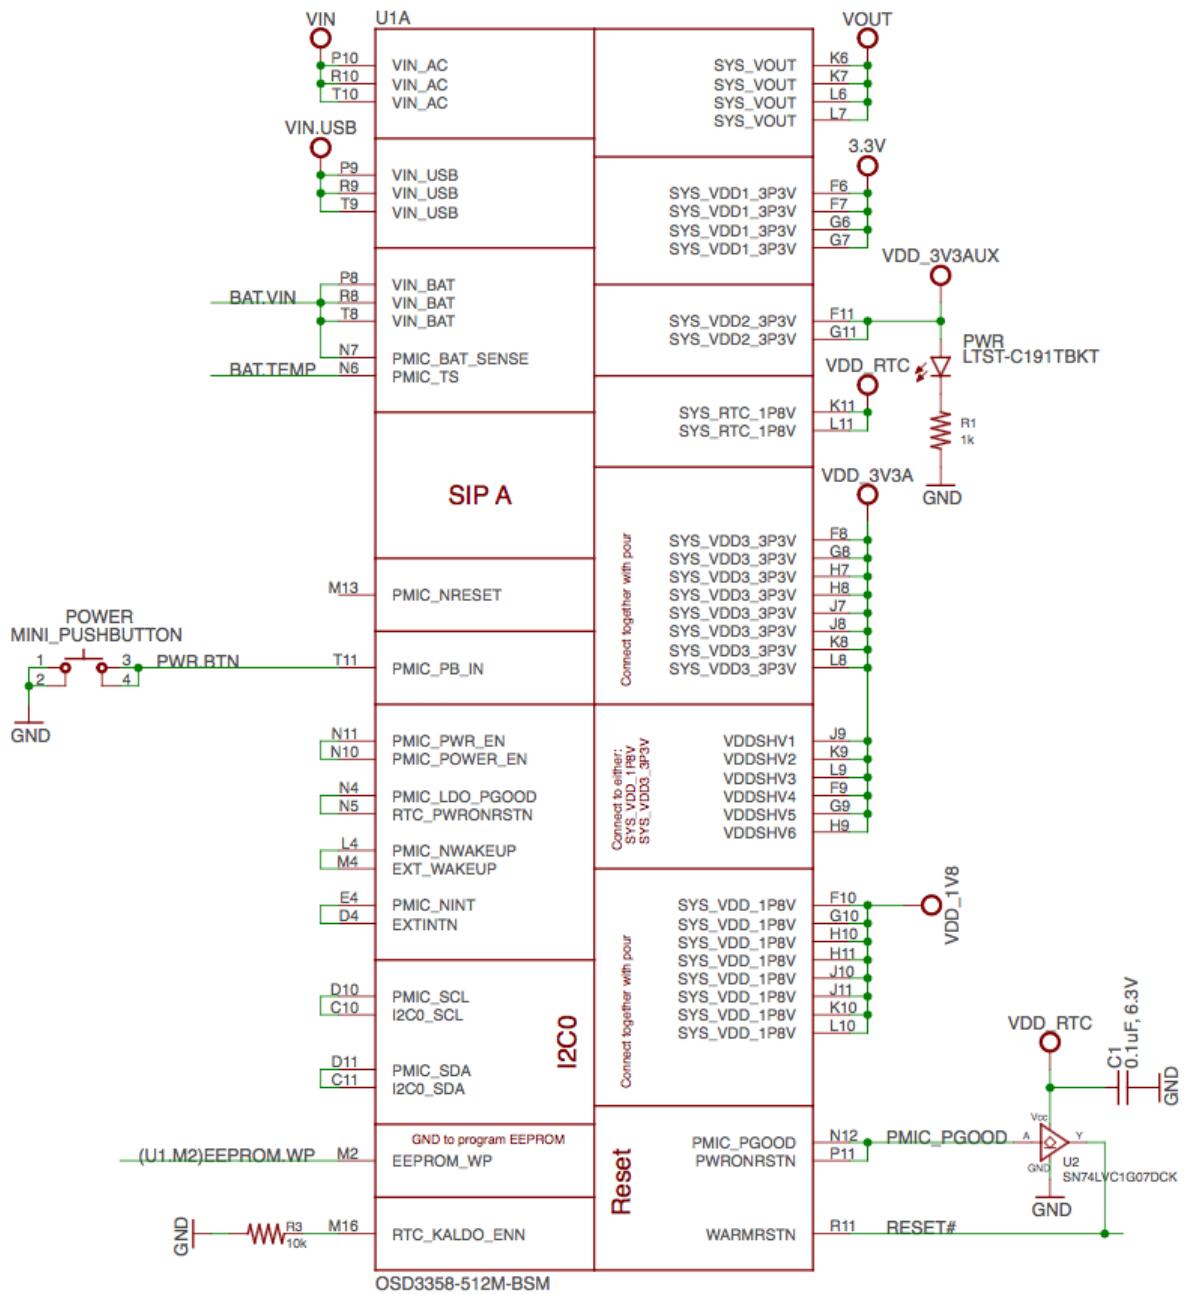 VIN
U1A
VOUT
P10 VIN_AC
R10 VIN_AC
T10 VIN_AC
SYS_VOUT K6
SYS_VOUT K7
SYS_VOUT L6
SYS_VOUT L7
VIN.USB
P9 VIN_USB
R9 VIN_USB
T9 VIN_USB
3.3V
SYS_VDD1_3P3V F6
SYS_VDD1_3P3V F7
SYS_VDD1_3P3V G6
SYS_VDD1_3P3V G7
BAT.VIN
P8 VIN_BAT
R8 VIN_BAT
T8 VIN_BAT
N7 PMIC_BAT_SENSE
BAT.TEMP N6 PMIC_TS
VDD_3V3AUX
SYS_VDD2_3P3V F11
SYS_VDD2_3P3V G11
PWR
LTST-C191TBKT
R1
1k
GND
VDD_RTC
SYS_RTC_1P8V K11
SYS_RTC_1P8V L11
SIP A
VDD_3V3A
Connect together with pour
SYS_VDD3_3P3V F8
SYS_VDD3_3P3V G8
SYS_VDD3_3P3V H7
SYS_VDD3_3P3V H8
SYS_VDD3_3P3V J7
SYS_VDD3_3P3V J8
SYS_VDD3_3P3V K8
SYS_VDD3_3P3V L8
M13 PMIC_NRESET
POWER
MINI_PUSHBUTTON
1 3 PWR.BTN T11 PMIC_PB_IN
2 4
GND
N11 PMIC_PWR_EN
N10 PMIC_POWER_EN
N4 PMIC_LDO_PGOOD
N5 RTC_PWRONRSTN
L4 PMIC_NWAKEUP
M4 EXT_WAKEUP
E4 PMIC_NINT
D4 EXTINTN
Connect to either:
SYS_VDD_1P8V
SYS_VDD3_3P3V
VDDSHV1 J9
VDDSHV2 K9
VDDSHV3 L9
VDDSHV4 F9
VDDSHV5 G9
VDDSHV6 H9
D10 PMIC_SCL
C10 I2C0_SCL
D11 PMIC_SDA
C11 I2C0_SDA
I2C0
Connect together with pour
SYS_VDD_1P8V F10
SYS_VDD_1P8V G10
SYS_VDD_1P8V H10
SYS_VDD_1P8V H11
SYS_VDD_1P8V J10
SYS_VDD_1P8V J11
SYS_VDD_1P8V K10
SYS_VDD_1P8V L10
VDD_1V8
GND to program EEPROM
(U1.M2)EEPROM.WP M2 EEPROM_WP
GND R3 10k M16 RTC_KALDO_ENN
Reset
PMIC_PGOOD N12 PMIC_PGOOD
PWRONRSTN P11
WARMRSTN R11 RESET#
VDD_RTC
C1
0.1uF, 6.3V
GND
Vcc
A Y
GND
U2
SN74LVC1G07DCK
GND
OSD3358-512M-BSM